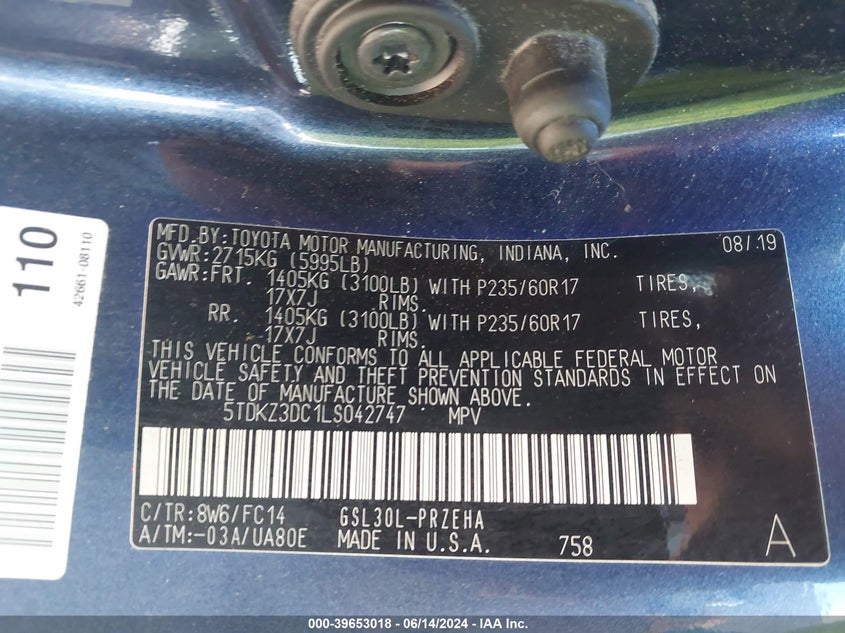 MFD.BY:TOYOTA MOTOR MANUFACTURING, INDIANA, INC. 08/19
GVWR:2715KG (5995LB)
GAWR:FRT. 1405KG (3100LB) WITH P235/60R17 TIRES,
17X7J RIMS.
RR. 1405KG (3100LB) WITH P235/60R17 TIRES,
17X7J RIMS.
THIS VEHICLE CONFORMS TO ALL APPLICABLE FEDERAL MOTOR
VEHICLE SAFETY AND THEFT PREVENTION STANDARDS IN EFFECT ON
THE DATE OF MANUFACTURE SHOWN ABOVE.
5TDKZ3DC1LS042747 MPV
C/TR:8W6/FC14 GSL30L-PRZEHA
A/TM:-03A/UA80E MADE IN U.S.A. 758 A
110
42661-08110
000-39653018 - 06/14/2024 - IAA Inc.